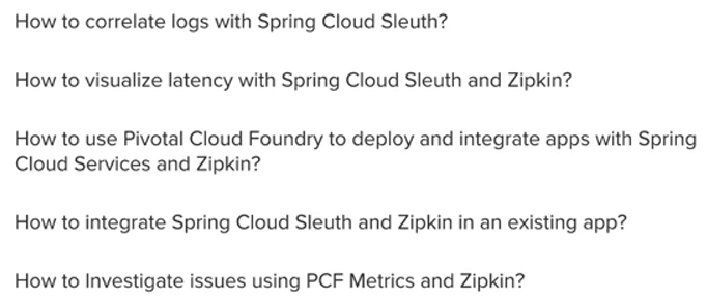 How to correlate logs with Spring Cloud Sleuth?
How to visualize latency with Spring Cloud Sleuth and Zipkin?
How to use Pivotal Cloud Foundry to deploy and integrate apps with Spring
Cloud Services and Zipkin?
How to integrate Spring Cloud Sleuth and Zipkin in an existing app?
How to Investigate issues using PCF Metrics and Zipkin?